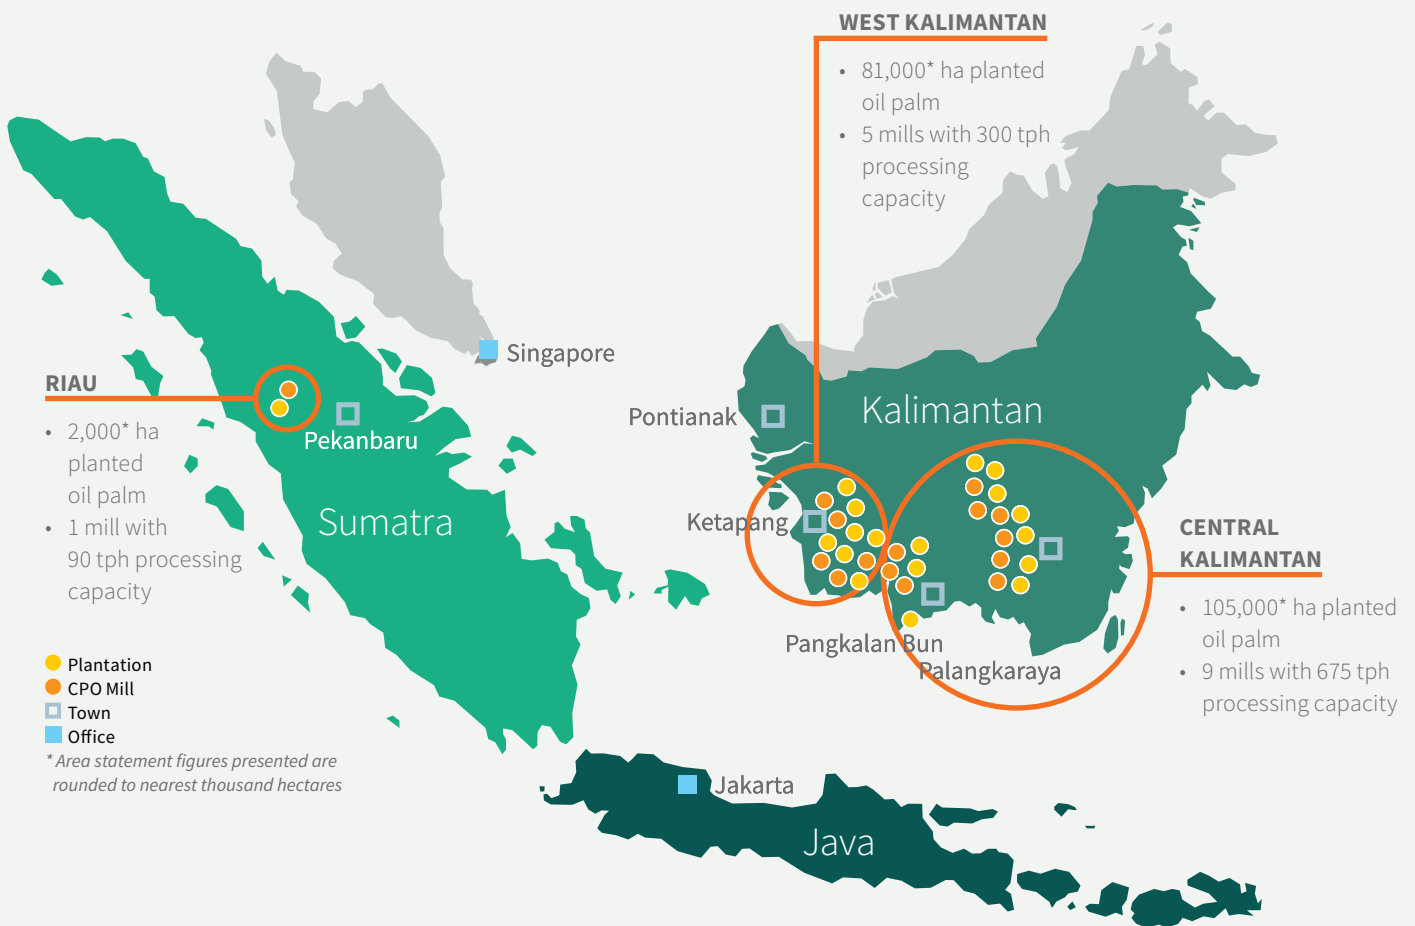 WEST KALIMANTAN
• 81,000* ha planted
oil palm
• 5 mills with 300 tph
processing
capacity
Singapore
RIAU
• 2,000* ha
planted
oil palm
• 1 mill with
90 tph processing
capacity
Pekanbaru
Sumatra
Pontianak
Kalimantan
Ketapang
Pangkalan Bun
Palangkaraya
CENTRAL
KALIMANTAN
• 105,000* ha planted
oil palm
• 9 mills with 675 tph
processing capacity
Plantation
CPO Mill
Town
Office
* Area statement figures presented are
rounded to nearest thousand hectares
Jakarta
Java